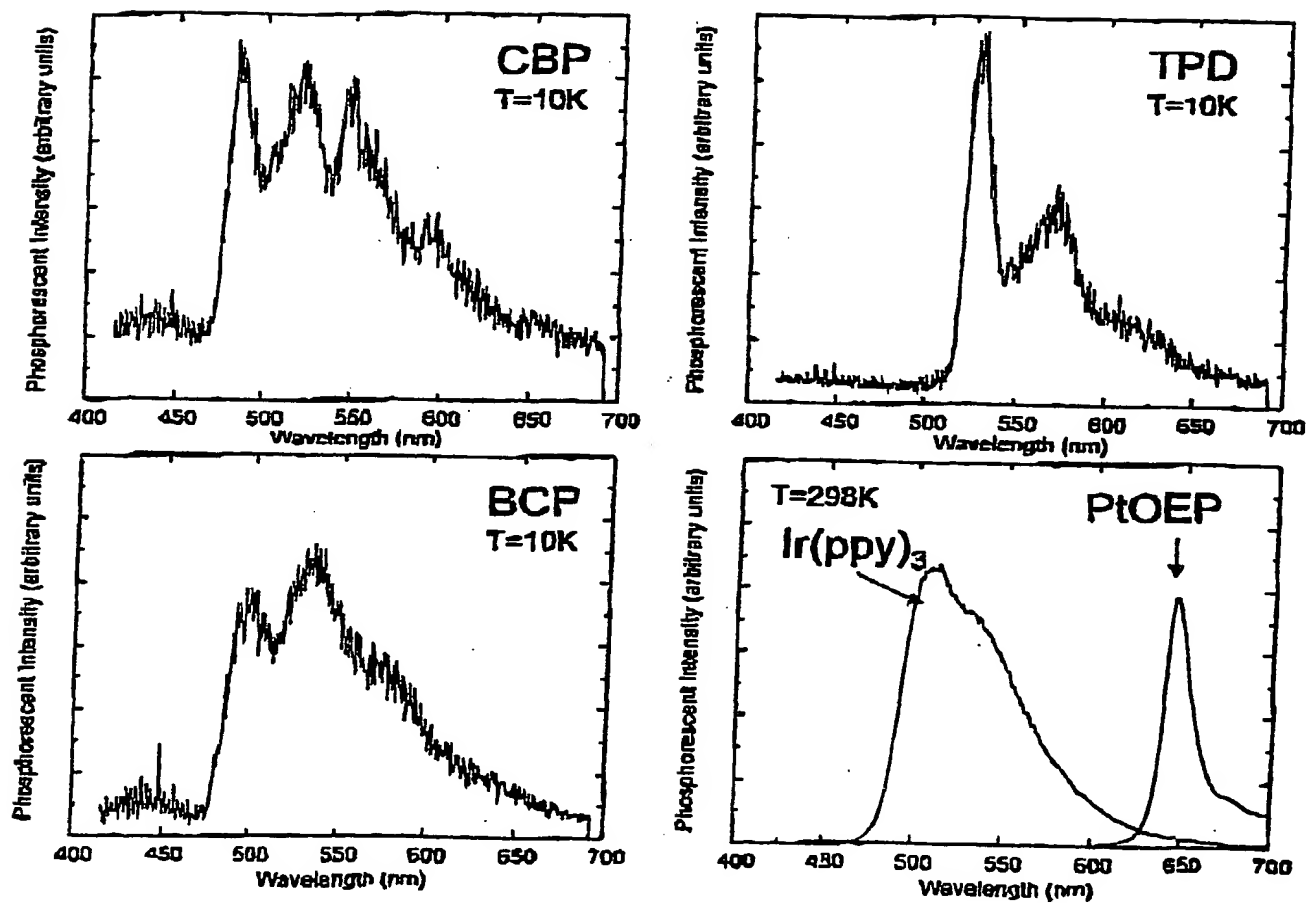 Phosphorescent Intensity (arbitrary units)
CBP
T=10K
400 450 500 550 600 650 700
Wavelength (nm)
Phosphorescent Intensity (arbitrary units)
TPD
T=10K
400 450 500 550 600 650 700
Wavelength (nm)
Phosphorescent Intensity (arbitrary units)
BCP
T=10K
400 450 500 550 600 650 700
Wavelength (nm)
Phosphorescent Intensity (arbitrary units)
T=298K
PtOEP
Ir(ppy)₃
400 450 500 550 600 650 700
Wavelength (nm)